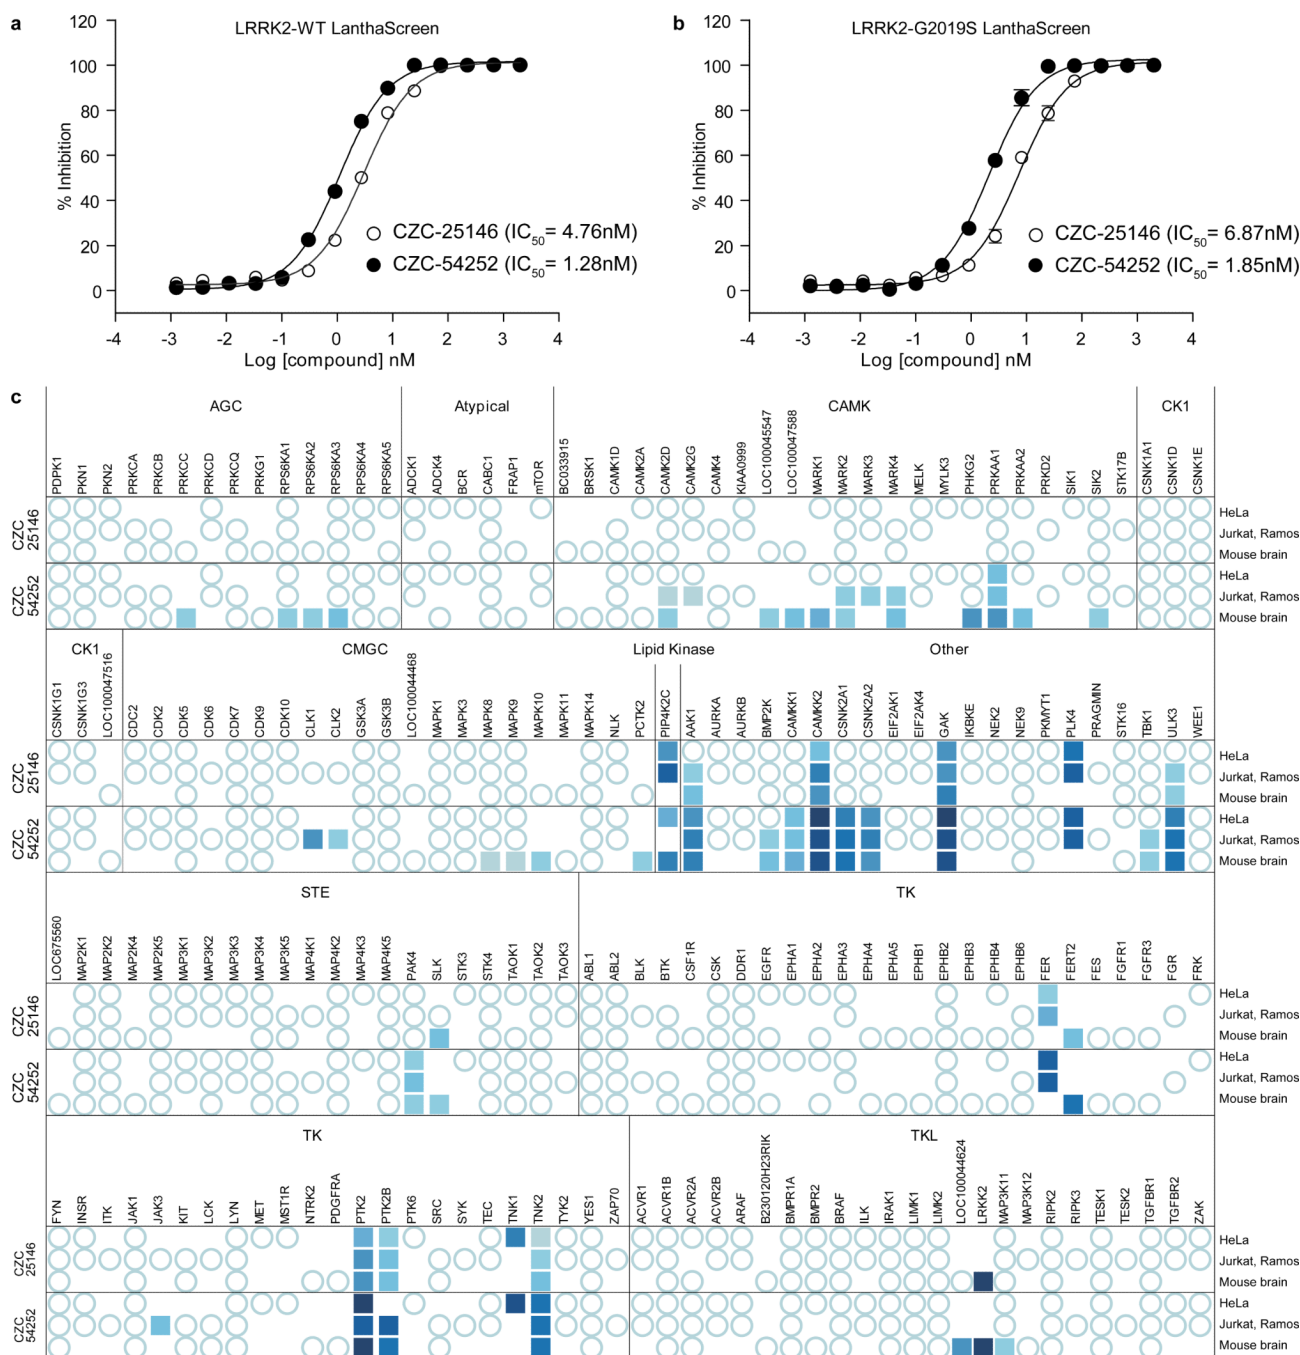 a
LRRK2-WT LanthaScreen
% Inhibition
120
100
80
60
40
20
0
-4
-3
-2
-1
0
1
2
3
4
Log [compound] nM
CZC-25146 (IC50= 4.76nM)
CZC-54252 (IC50= 1.28nM)
b
LRRK2-G2019S LanthaScreen
% Inhibition
120
100
80
60
40
20
0
-4
-3
-2
-1
0
1
2
3
4
Log [compound] nM
CZC-25146 (IC50= 6.87nM)
CZC-54252 (IC50= 1.85nM)
c
AGC Atypical CAMK CK1
PDPK1 PKN1 PKN2 PRKCA PRKCB PRKCC PRKCD PRKCQ PRKG1 RPS6KA1 RPS6KA2 RPS6KA3 RPS6KA4 RPS6KA5 ADCK1 ADCK4 BCR CABC1 FRAP1 mTOR BC033915 BRSK1 CAMK1D CAMK2A CAMK2D CAMK2G CAMK4 KIAA0999 LOC100045547 LOC100047588 MARK1 MARK2 MARK3 MARK4 MELK MYLK3 PHKG2 PRKAA1 PRKAA2 PRKD2 SIK1 SIK2 STK17B CSNK1A1 CSNK1D CSNK1E
CZC 25146
HeLa
Jurkat, Ramos
Mouse brain
CZC 54252
HeLa
Jurkat, Ramos
Mouse brain
CK1 CMGC Lipid Kinase Other
CSNK1G1 CSNK1G3 LOC100047516 CDC2 CDK2 CDK5 CDK6 CDK7 CDK9 CDK10 CLK1 CLK2 GSK3A GSK3B LOC100044468 MAPK1 MAPK3 MAPK8 MAPK9 MAPK10 MAPK11 MAPK14 NLK PCTK2 PIP4K2C AAK1 AURKA AURKB BMP2K CAMKK1 CAMKK2 CSNK2A1 CSNK2A2 EIF2AK1 EIF2AK4 GAK IKBKE NEK2 NEK9 PKMYT1 PLK4 PRAGMIN STK16 TBK1 ULK3 WEE1
CZC 25146
HeLa
Jurkat, Ramos
Mouse brain
CZC 54252
HeLa
Jurkat, Ramos
Mouse brain
STE TK
LOC675560 MAP2K1 MAP2K2 MAP2K4 MAP2K5 MAP3K1 MAP3K2 MAP3K3 MAP3K4 MAP3K5 MAP4K1 MAP4K2 MAP4K3 MAP4K5 PAK4 SLK STK3 STK4 TAOK1 TAOK2 TAOK3 ABL1 ABL2 BLK BTK CSF1R CSK DDR1 EGFR EPHA1 EPHA2 EPHA3 EPHA4 EPHA5 EPHB1 EPHB2 EPHB3 EPHB4 EPHB6 FER FERT2 FES FGFR1 FGFR3 FGR FRK
CZC 25146
HeLa
Jurkat, Ramos
Mouse brain
CZC 54252
HeLa
Jurkat, Ramos
Mouse brain
TK TKL
FYN INSR ITK JAK1 JAK3 KIT LCK LYN MET MST1R NTRK2 PDGFRA PTK2 PTK2B PTK6 SRC SYK TEC TNK1 TNK2 TYK2 YES1 ZAP70 ACVR1 ACVR1B ACVR2A ACVR2B ARAF B230120H23RIK BMPR1A BMPR2 BRAF ILK IRAK1 LIMK1 LIMK2 LOC100044624 LRKK2 MAP3K11 MAP3K12 RIPK2 RIPK3 TESK1 TESK2 TGFBR1 TGFBR2 ZAK
CZC 25146
HeLa
Jurkat, Ramos
Mouse brain
CZC 54252
HeLa
Jurkat, Ramos
Mouse brain